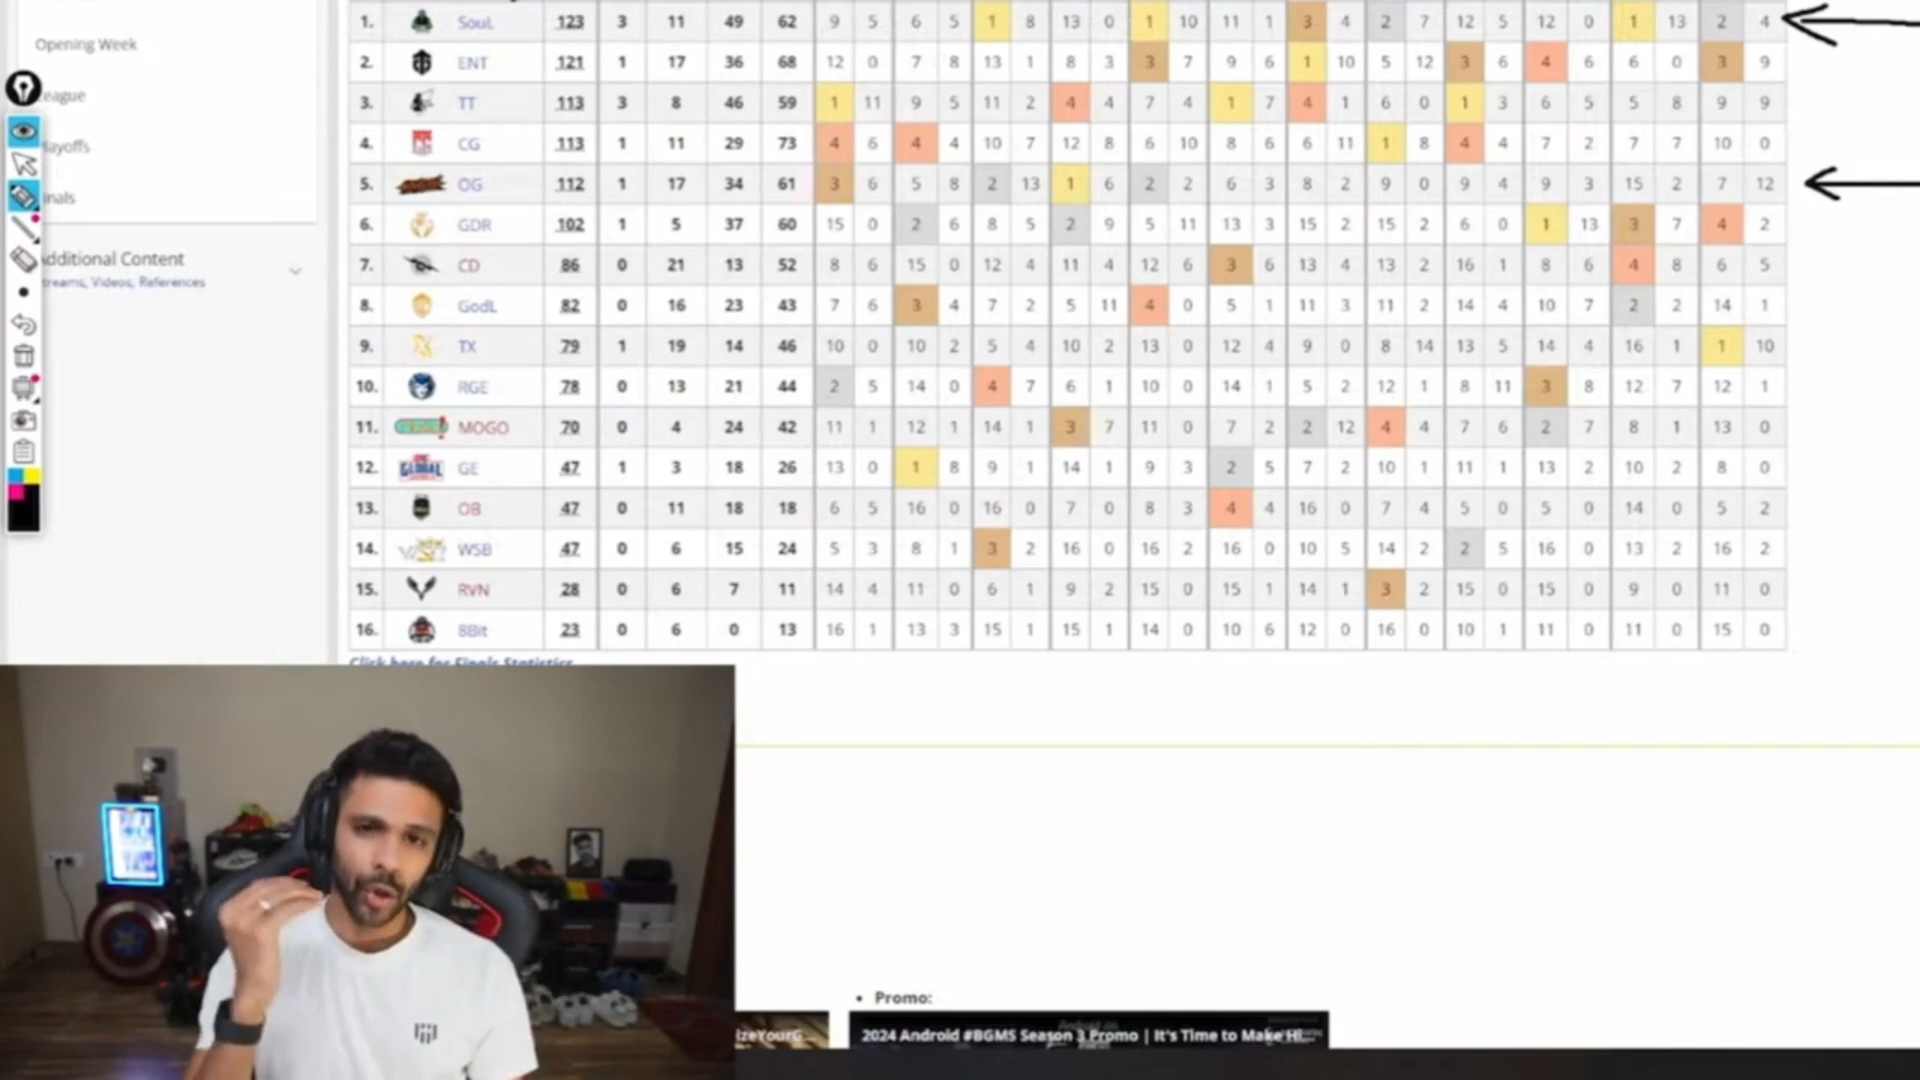 Opening Week
eague
layoffs
inals
dditional Content
treams, Videos, References
1. SouL 123 3 11 49 62 9 5 6 5 1 8 13 0 1 10 11 1 3 4 2 7 12 5 12 0 1 13 2 4
2. ENT 121 1 17 36 68 12 0 7 8 13 1 8 3 3 7 9 6 1 10 5 12 3 6 4 6 6 0 3 9
3. TT 113 3 8 46 59 1 11 9 5 11 2 4 4 7 4 1 7 4 1 6 0 1 3 6 5 5 8 9 9
4. CG 113 1 11 29 73 4 6 4 4 10 7 12 8 6 10 8 6 6 11 1 8 4 4 7 2 7 7 10 0
5. OG 112 1 17 34 61 3 6 5 8 2 13 1 6 2 2 6 3 8 2 9 0 9 4 9 3 15 2 7 12
6. GDR 102 1 5 37 60 15 0 2 6 8 5 2 9 5 11 13 3 15 2 15 2 6 0 1 13 3 7 4 2
7. CD 86 0 21 13 52 8 6 15 0 12 4 11 4 12 6 3 6 13 4 13 2 16 1 8 6 4 8 6 5
8. GodL 82 0 16 23 43 7 6 3 4 7 2 5 11 4 0 5 1 11 3 11 2 14 4 10 7 2 2 14 1
9. TX 79 1 19 14 46 10 0 10 2 5 4 10 2 13 0 12 4 9 0 8 14 13 5 14 4 16 1 1 10
10. RGE 78 0 13 21 44 2 5 14 0 4 7 6 1 10 0 14 1 5 2 12 1 8 11 3 8 12 7 12 1
11. MOGO 70 0 4 24 42 11 1 12 1 14 1 3 7 11 0 7 2 2 12 4 4 7 6 2 7 8 1 13 0
12. GLOBAL GE 47 1 3 18 26 13 0 1 8 9 1 14 1 9 3 2 5 7 2 10 1 11 1 13 2 10 2 8 0
13. OB 47 0 11 18 18 6 5 16 0 16 0 7 0 8 3 4 4 16 0 7 4 5 0 5 0 14 0 5 2
14. WSB 47 0 6 15 24 5 3 8 1 3 2 16 0 16 2 16 0 10 5 14 2 2 5 16 0 13 2 16 2
15. RVN 28 0 6 7 11 14 4 11 0 6 1 9 2 15 0 15 1 14 1 3 2 15 0 15 0 9 0 11 0
16. 8Bit 23 0 6 0 13 16 1 13 3 15 1 15 1 14 0 10 6 12 0 16 0 10 1 11 0 11 0 15 0
Click here for Finals Statistics
• Promo:
izeYourG...
2024 Android #BGMS Season 3 Promo | It's Time to Make Hi...